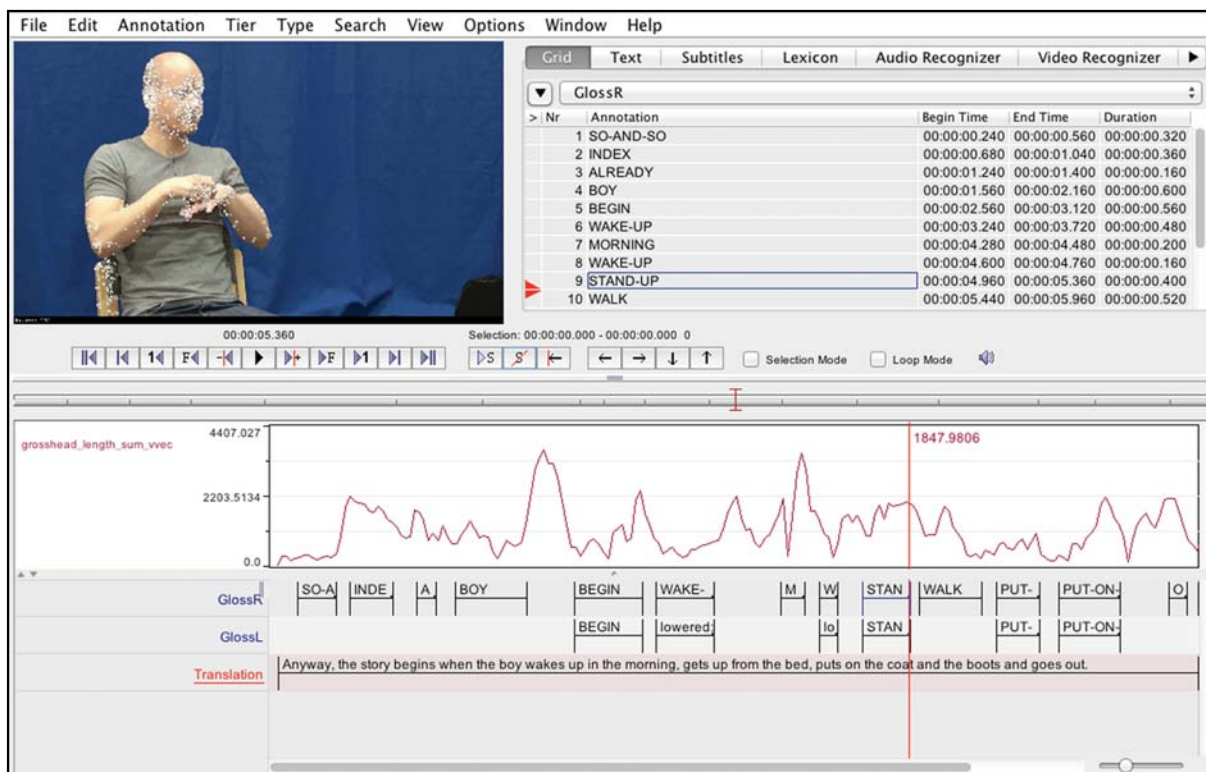 File Edit Annotation Tier Type Search View Options Window Help
Grid Text Subtitles Lexicon Audio Recognizer Video Recognizer
GlossR
> Nr Annotation Begin Time End Time Duration
1 SO-AND-SO 00:00:00.240 00:00:00.560 00:00:00.320
2 INDEX 00:00:00.680 00:00:01.040 00:00:00.360
3 ALREADY 00:00:01.240 00:00:01.400 00:00:00.160
4 BOY 00:00:01.560 00:00:02.160 00:00:00.600
5 BEGIN 00:00:02.560 00:00:03.120 00:00:00.560
6 WAKE-UP 00:00:03.240 00:00:03.720 00:00:00.480
7 MORNING 00:00:04.280 00:00:04.480 00:00:00.200
8 WAKE-UP 00:00:04.600 00:00:04.760 00:00:00.160
9 STAND-UP 00:00:04.960 00:00:05.360 00:00:00.400
10 WALK 00:00:05.440 00:00:05.960 00:00:00.520
00:00:05.360 Selection: 00:00:00.000 - 00:00:00.000 0
1 F F 1 S S Selection Mode Loop Mode
4407.027
grosshead_length_sum_vvec 1847.9806
2203.5134
0.0
GlossR SO-A INDE A BOY BEGIN WAKE- M W STAN WALK PUT- PUT-ON- O
GlossL BEGIN lowered; lo STAN PUT- PUT-ON-
Translation Anyway, the story begins when the boy wakes up in the morning, gets up from the bed, puts on the coat and the boots and goes out.